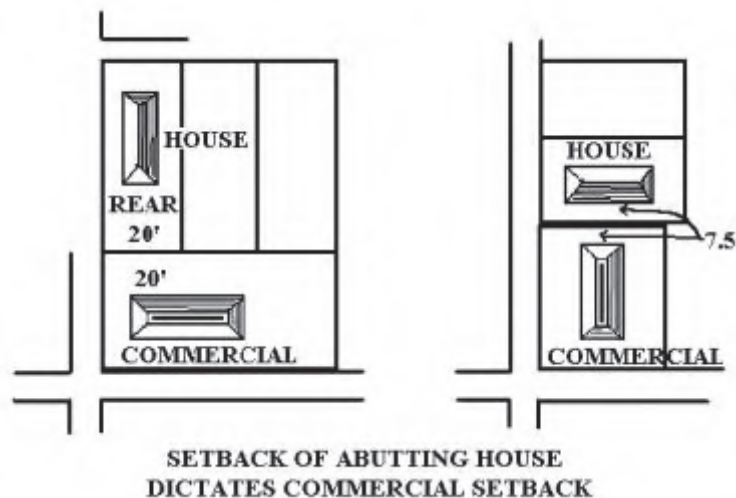 HOUSE
REAR
20'
20'
COMMERCIAL
HOUSE
7.5
COMMERCIAL
SETBACK OF ABUTTING HOUSE
DICTATES COMMERCIAL SETBACK